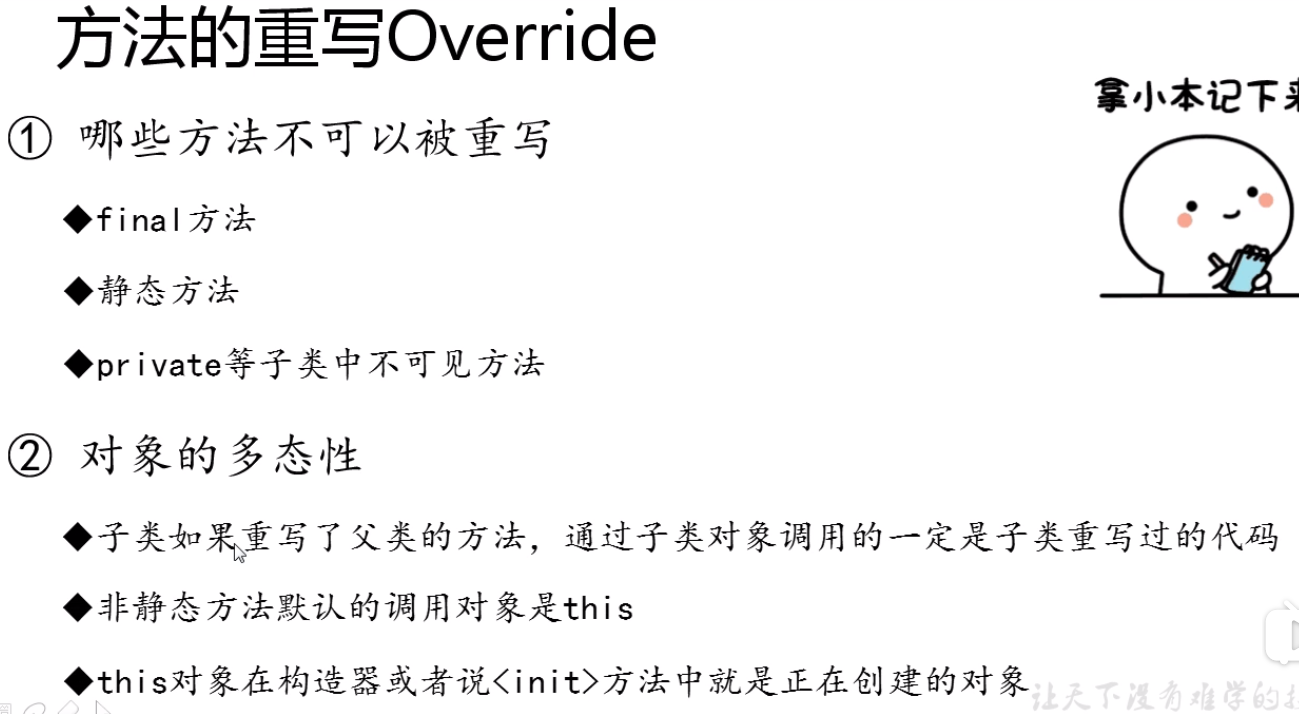 方法的重写Override
拿小本记下来
① 哪些方法不可以被重写
◆final方法
◆静态方法
◆private等子类中不可见方法
② 对象的多态性
◆子类如果重写了父类的方法，通过子类对象调用的一定是子类重写过的代码
◆非静态方法默认的调用对象是this
◆this对象在构造器或者说<init>方法中就是正在创建的对象
让天下没有难学的技